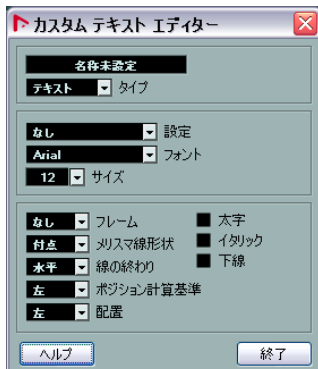 カスタム テキスト エディター
名称未設定
テキスト タイプ
なし 設定
Arial フォント
12 サイズ
なし フレーム 太字
付点 メリスマ線形状 イタリック
水平 線の終わり 下線
左 ポジション計算基準
左 配置
ヘルプ 終了